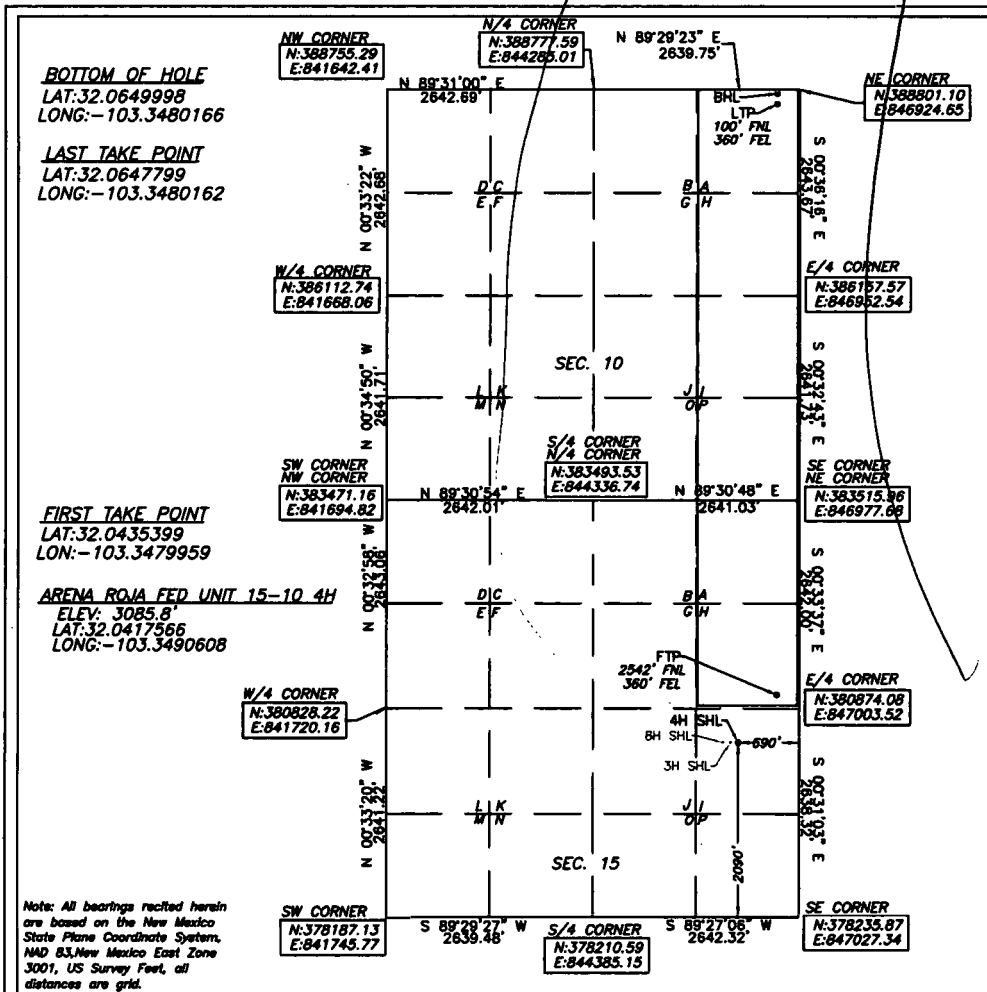 N/4 CORNER
N:388777.59
E:844285.01
N 89°29'23" E
2639.75'
NW CORNER
N:388755.29
E:841642.41
BOTTOM OF HOLE
LAT:32.0649998
LONG:-103.3480166
N 89°31'00" E
2642.69'
NE CORNER
N:388801.10
E:846924.65
BHL
LTP
100' FNL
360' FEL
LAST TAKE POINT
LAT:32.0647799
LONG:-103.3480162
N 00°33'22" W
2642.68'
S 00°36'16" E
2643.67'
D C
E F
B A
G H
W/4 CORNER
N:386112.74
E:841668.06
E/4 CORNER
N:386157.57
E:846952.54
SEC. 10
N 00°34'50" W
2641.71'
S 00°32'43" E
2641.73'
L K
M N
J I
O P
S/4 CORNER
N/4 CORNER
N:383493.53
E:844336.74
SW CORNER
NW CORNER
N:383471.16
E:841694.82
N 89°30'54" E
2642.01'
N 89°30'48" E
2641.03'
SE CORNER
NE CORNER
N:383515.96
E:846977.68
FIRST TAKE POINT
LAT:32.0435399
LON:-103.3479959
N 00°32'58" W
2643.06'
S 00°33'37" E
2642.00'
ARENA ROJA FED UNIT 15-10 4H
ELEV: 3085.8'
LAT:32.0417566
LONG:-103.3490608
D C
E F
B A
G H
FTP
2542' FNL
360' FEL
W/4 CORNER
N:380828.22
E:841720.16
E/4 CORNER
N:380874.08
E:847003.52
4H SHL
8H SHL
3H SHL
690'
N 00°33'20" W
2641.22'
S 00°31'03" E
2638.32'
L K
M N
J I
O P
2090'
SEC. 15
Note: All bearings recited herein
are based on the New Mexico
State Plane Coordinate System,
NAD 83,New Mexico East Zone
3001, US Survey Feet, all
distances are grid.
SW CORNER
N:378187.13
E:841745.77
S 89°29'27" W
2639.48'
S/4 CORNER
N:378210.59
E:844385.15
S 89°27'06" W
2642.32'
SE CORNER
N:378235.87
E:847027.34